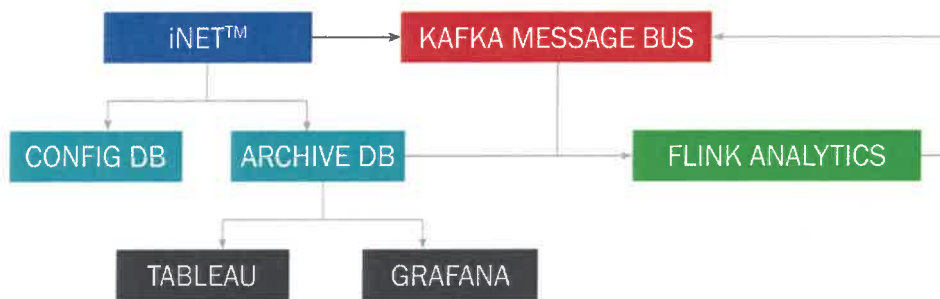 iNET™
KAFKA MESSAGE BUS
CONFIG DB
ARCHIVE DB
FLINK ANALYTICS
TABLEAU
GRAFANA